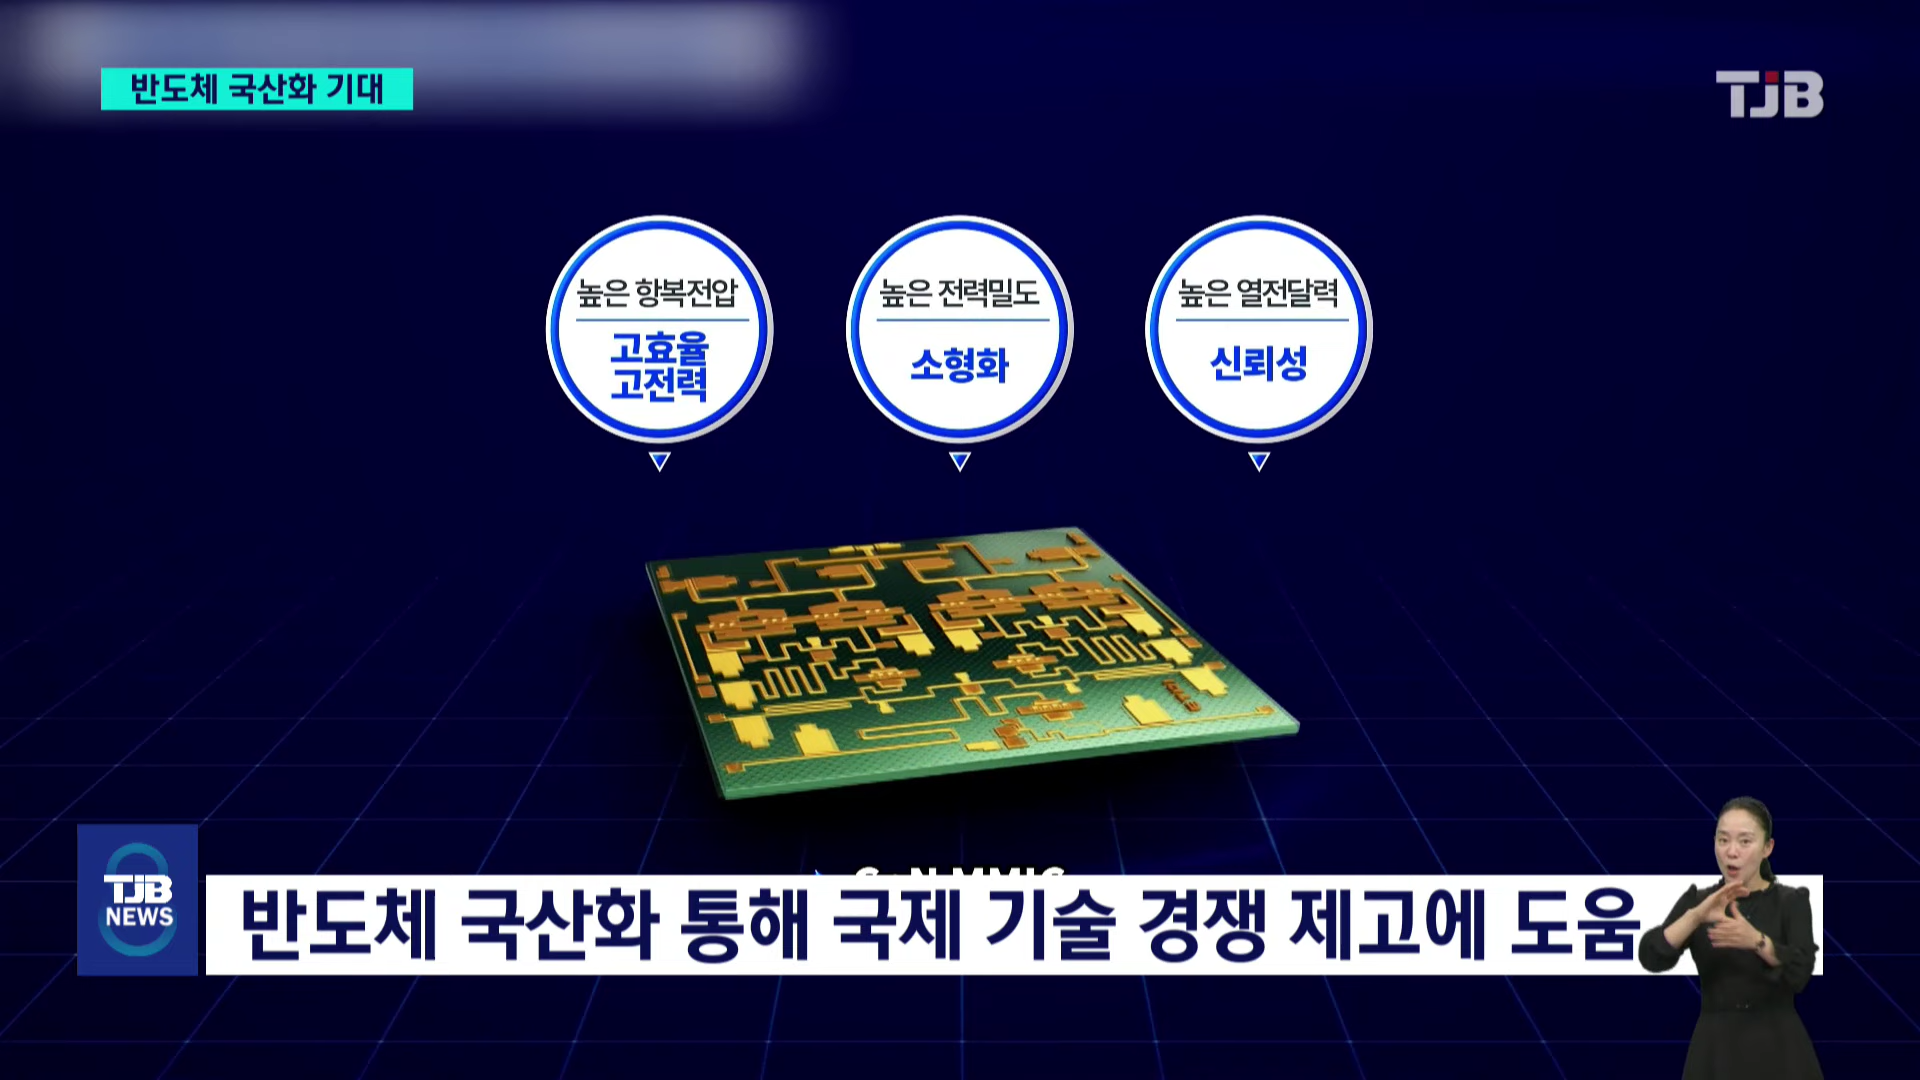 반도체 국산화 기대
TJB
높은 항복전압
고효율
고전력
높은 전력밀도
소형화
높은 열전달력
신뢰성
TJB
NEWS
반도체 국산화 통해 국제 기술 경쟁 제고에 도움